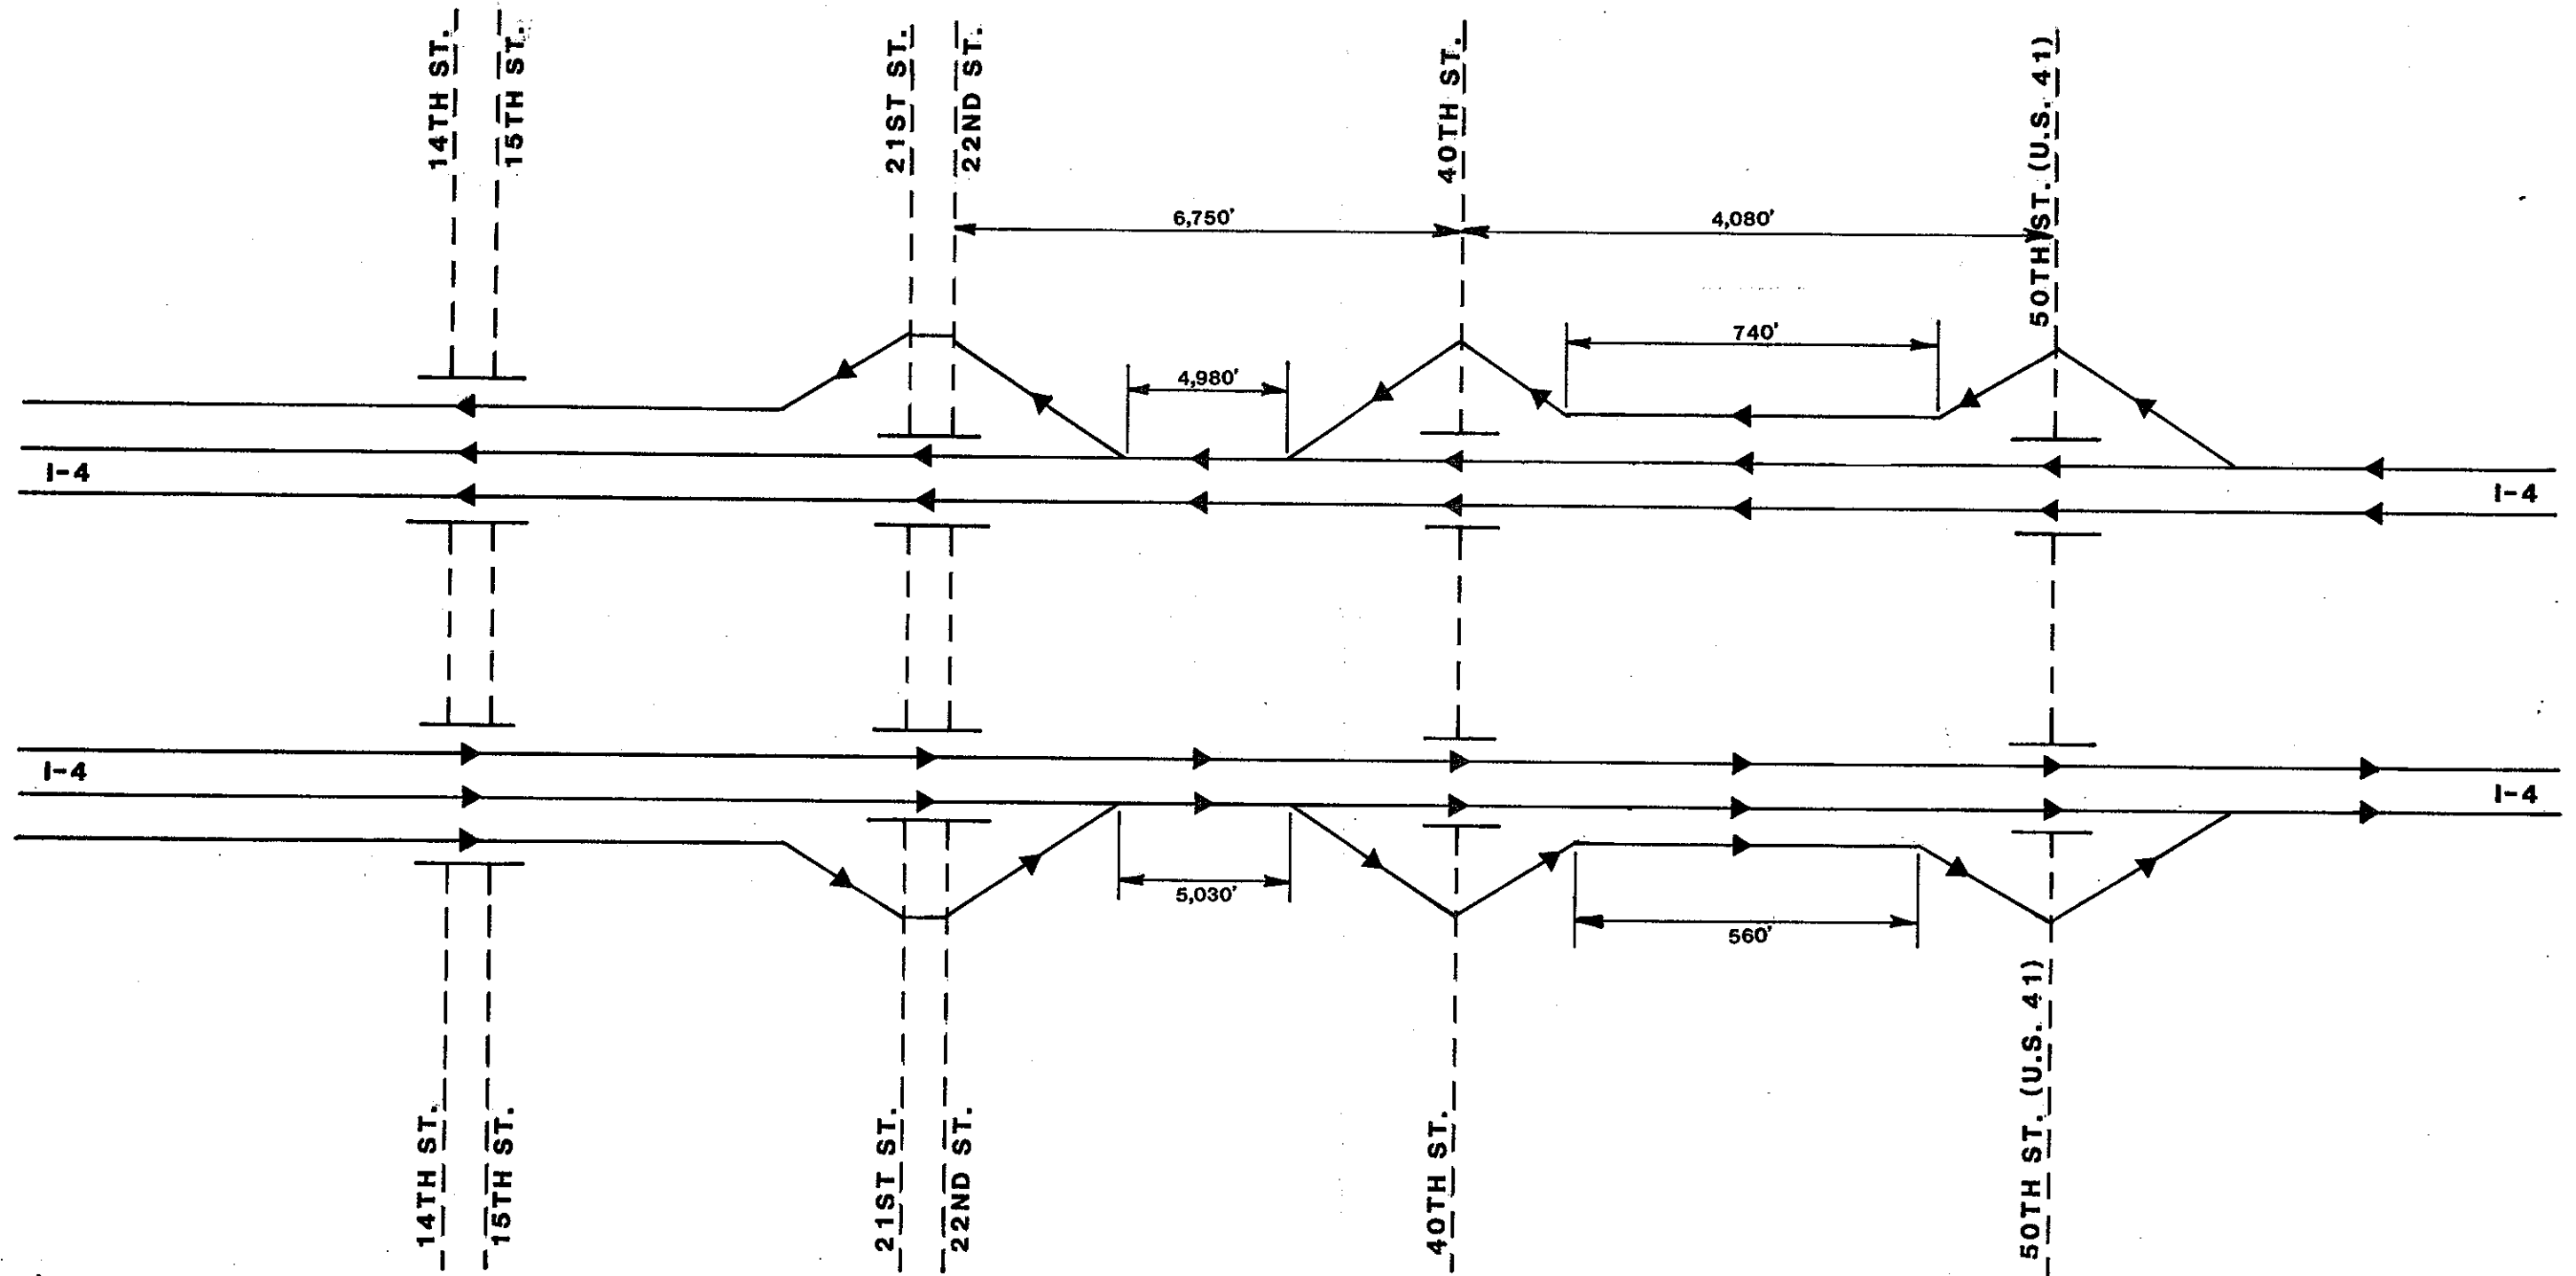 14TH ST.
15TH ST.
21ST ST.
22ND ST.
40TH ST.
50TH ST. (U.S. 41)
6,750'
4,080'
740'
4,980'
I-4
I-4
I-4
I-4
5,030'
560'
14TH ST.
15TH ST.
21ST ST.
22ND ST.
40TH ST.
50TH ST. (U.S. 41)